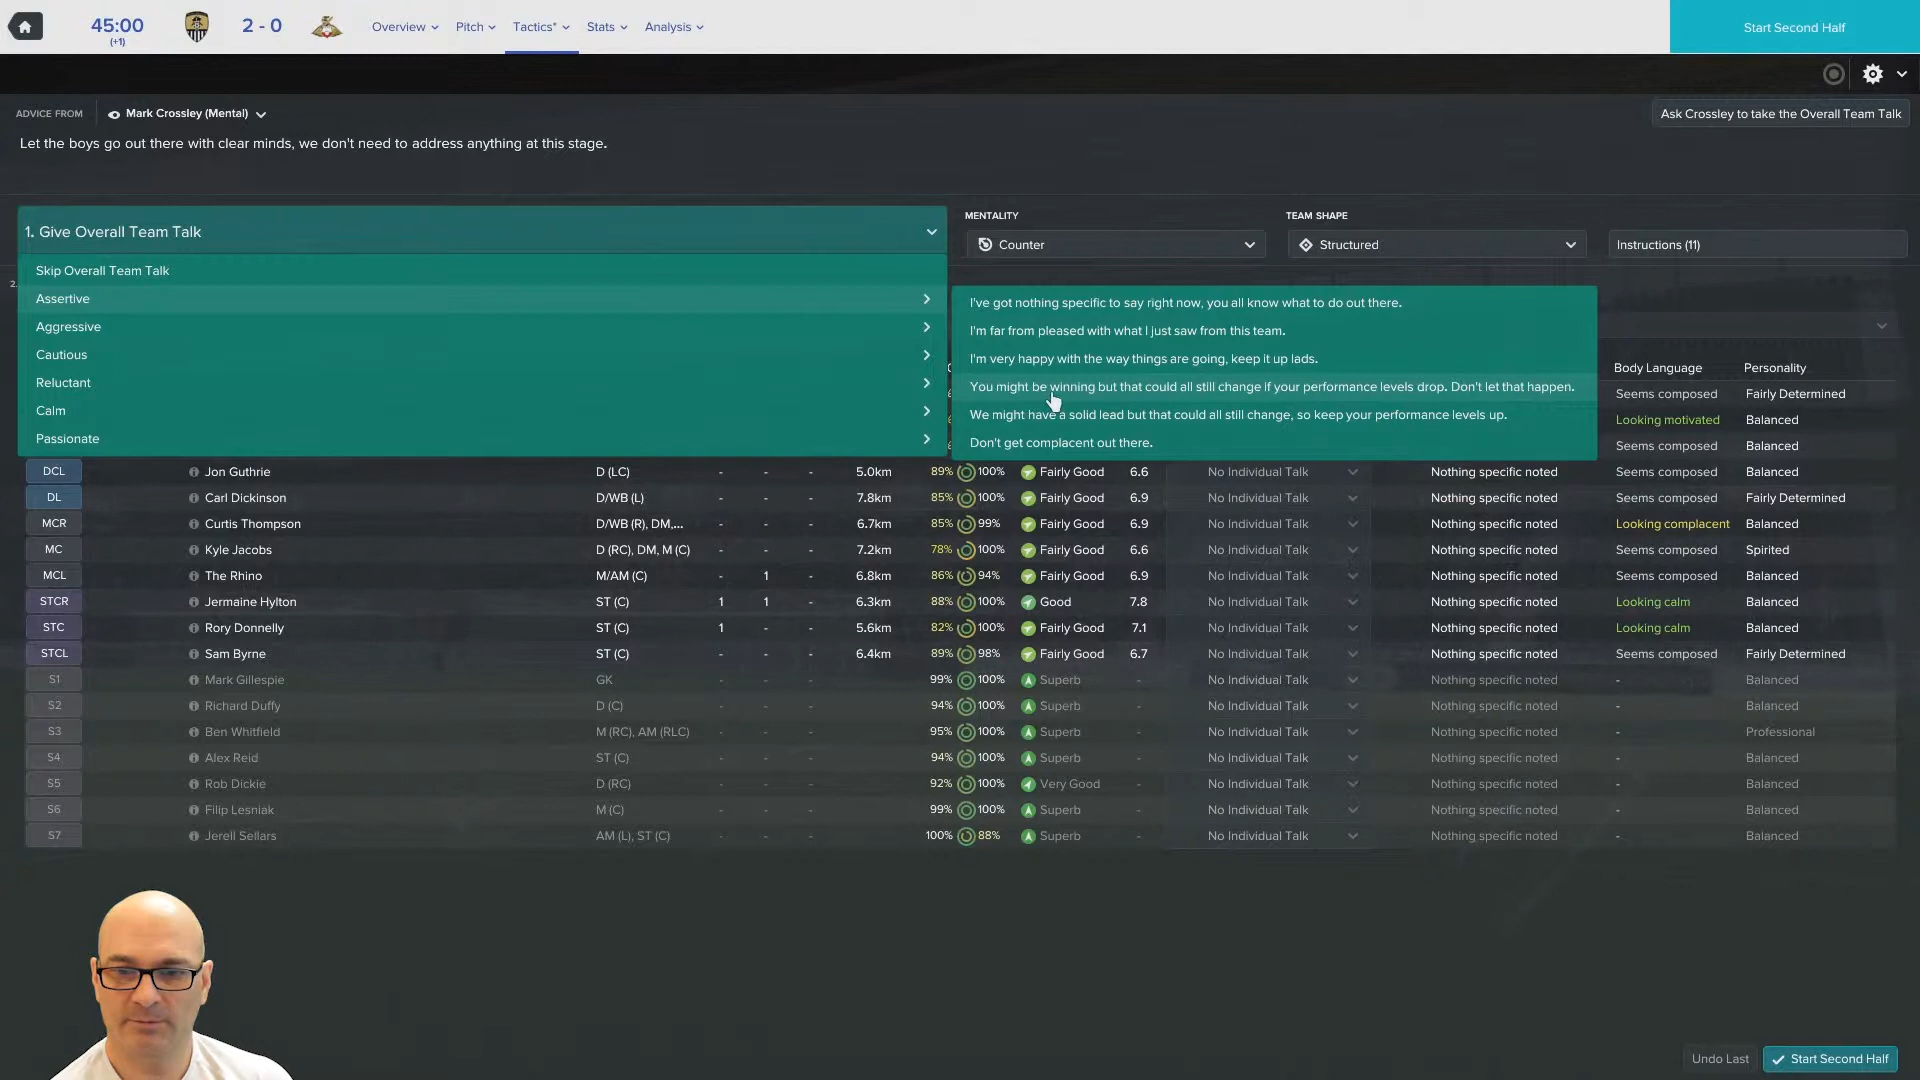 45:00
(+1)
2 - 0
Overview
Pitch
Tactics*
Stats
Analysis
Start Second Half
ADVICE FROM
Mark Crossley (Mental)
Ask Crossley to take the Overall Team Talk
Let the boys go out there with clear minds, we don't need to address anything at this stage.
1. Give Overall Team Talk
MENTALITY
Counter
TEAM SHAPE
Structured
Instructions (11)
Skip Overall Team Talk
2.
Assertive
Aggressive
Cautious
Reluctant
Calm
Passionate
I've got nothing specific to say right now, you all know what to do out there.
I'm far from pleased with what I just saw from this team.
I'm very happy with the way things are going, keep it up lads.
You might be winning but that could all still change if your performance levels drop. Don't let that happen.
We might have a solid lead but that could all still change, so keep your performance levels up.
Don't get complacent out there.
Body Language Personality
Seems composed Fairly Determined
Looking motivated Balanced
Seems composed Balanced
DCL Jon Guthrie D (LC) - - - 5.0km 89% 100% Fairly Good 6.6 No Individual Talk Nothing specific noted Seems composed Balanced
DL Carl Dickinson D/WB (L) - - - 7.8km 85% 100% Fairly Good 6.9 No Individual Talk Nothing specific noted Seems composed Fairly Determined
MCR Curtis Thompson D/WB (R), DM,... - - - 6.7km 85% 99% Fairly Good 6.9 No Individual Talk Nothing specific noted Looking complacent Balanced
MC Kyle Jacobs D (RC), DM, M (C) - - - 7.2km 78% 100% Fairly Good 6.6 No Individual Talk Nothing specific noted Seems composed Spirited
MCL The Rhino M/AM (C) - 1 - 6.8km 86% 94% Fairly Good 6.9 No Individual Talk Nothing specific noted Seems composed Balanced
STCR Jermaine Hylton ST (C) 1 1 - 6.3km 88% 100% Good 7.8 No Individual Talk Nothing specific noted Looking calm Balanced
STC Rory Donnelly ST (C) 1 - - 5.6km 82% 100% Fairly Good 7.1 No Individual Talk Nothing specific noted Looking calm Balanced
STCL Sam Byrne ST (C) - - - 6.4km 89% 98% Fairly Good 6.7 No Individual Talk Nothing specific noted Seems composed Fairly Determined
S1 Mark Gillespie GK - - - 99% 100% Superb - No Individual Talk Nothing specific noted - Balanced
S2 Richard Duffy D (C) - - - 94% 100% Superb - No Individual Talk Nothing specific noted - Balanced
S3 Ben Whitfield M (RC), AM (RLC) - - - 95% 100% Superb - No Individual Talk Nothing specific noted - Professional
S4 Alex Reid ST (C) - - - 94% 100% Superb - No Individual Talk Nothing specific noted - Balanced
S5 Rob Dickie D (RC) - - - 92% 100% Very Good - No Individual Talk Nothing specific noted - Balanced
S6 Filip Lesniak M (C) - - - 99% 100% Superb - No Individual Talk Nothing specific noted - Balanced
S7 Jerell Sellars AM (L), ST (C) - - - 100% 88% Superb - No Individual Talk Nothing specific noted - Balanced
Undo Last
Start Second Half